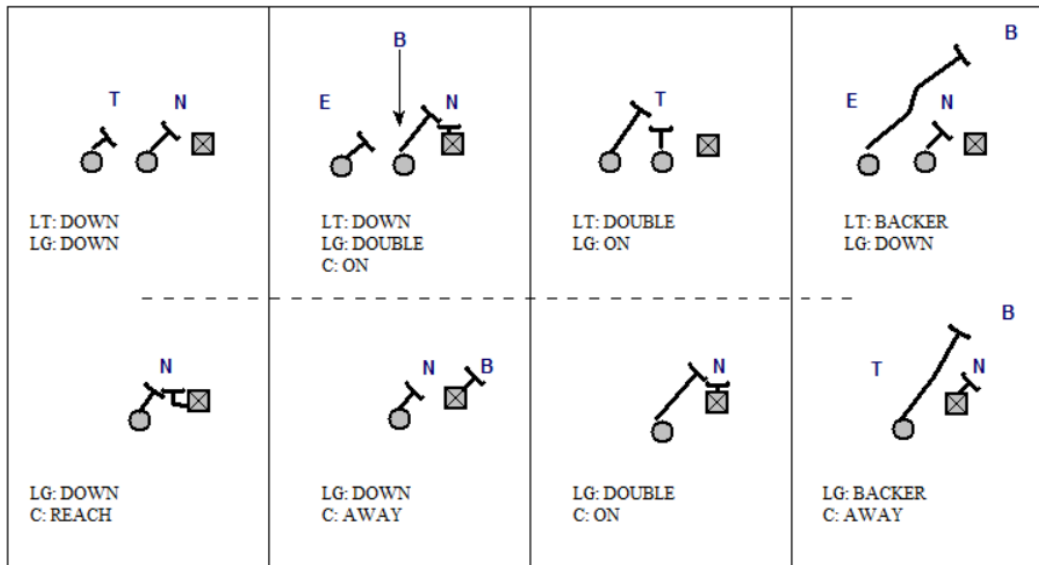 T N
LT: DOWN
LG: DOWN
B
E N
LT: DOWN
LG: DOUBLE
C: ON
T
LT: DOUBLE
LG: ON
B
E N
LT: BACKER
LG: DOWN
N
LG: DOWN
C: REACH
N B
LG: DOWN
C: AWAY
N
LG: DOUBLE
C: ON
B
T N
LG: BACKER
C: AWAY